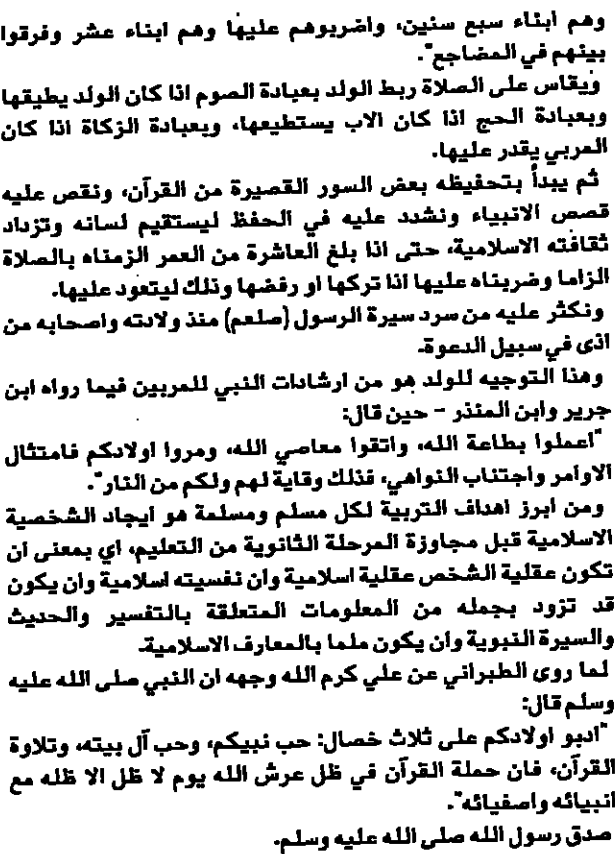 وهم ابناء سبع سنين، واضربوهم عليها وهم ابناء عشر وفرقوا
بينهم في المضاجع".
ويقاس على الصلاة ربط الولد بعبادة الصوم اذا كان الولد يطيقها
وبعبادة الحج اذا كان الاب يستطيعها، وبعبادة الزكاة اذا كان
المربي يقدر عليها.
ثم يبدأ بتحفيظه بعض السور القصيرة من القرآن، ونقص عليه
قصص الانبياء ونشدد عليه في الحفظ ليستقيم لسانه وتزداد
ثقافته الاسلامية، حتى اذا بلغ العاشرة من العمر الزمناه بالصلاة
الزاما وضربناه عليها اذا تركها او رفضها وذلك ليتعود عليها.
ونكثر عليه من سرد سيرة الرسول (صلعم) منذ ولادته واصحابه من
اذى في سبيل الدعوة.
وهذا التوجيه للولد هو من ارشادات النبي للمربين فيما رواه ابن
جرير وابن المنذر - حين قال:
"اعملوا بطاعة الله، واتقوا معاصي الله، ومروا اولادكم فامتثال
الاوامر واجتناب النواهي، فذلك وقاية لهم ولكم من النار".
ومن ابرز اهداف التربية لكل مسلم ومسلمة هو ايجاد الشخصية
الاسلامية قبل مجاوزة المرحلة الثانوية من التعليم، اي بمعنى ان
تكون عقلية الشخص عقلية اسلامية وان نفسيته اسلامية وان يكون
قد تزود بجمله من المعلومات المتعلقة بالتفسير والحديث
والسيرة النبوية وان يكون ملما بالمعارف الاسلامية.
لما روى الطبراني عن علي كرم الله وجهه ان النبي صلى الله عليه
وسلم قال:
"ادبو اولادكم على ثلاث خصال: حب نبيكم، وحب آل بيته، وتلاوة
القرآن، فان حملة القرآن في ظل عرش الله يوم لا ظل الا ظله مع
انبيائه واصفيائه".
صدق رسول الله صلى الله عليه وسلم.